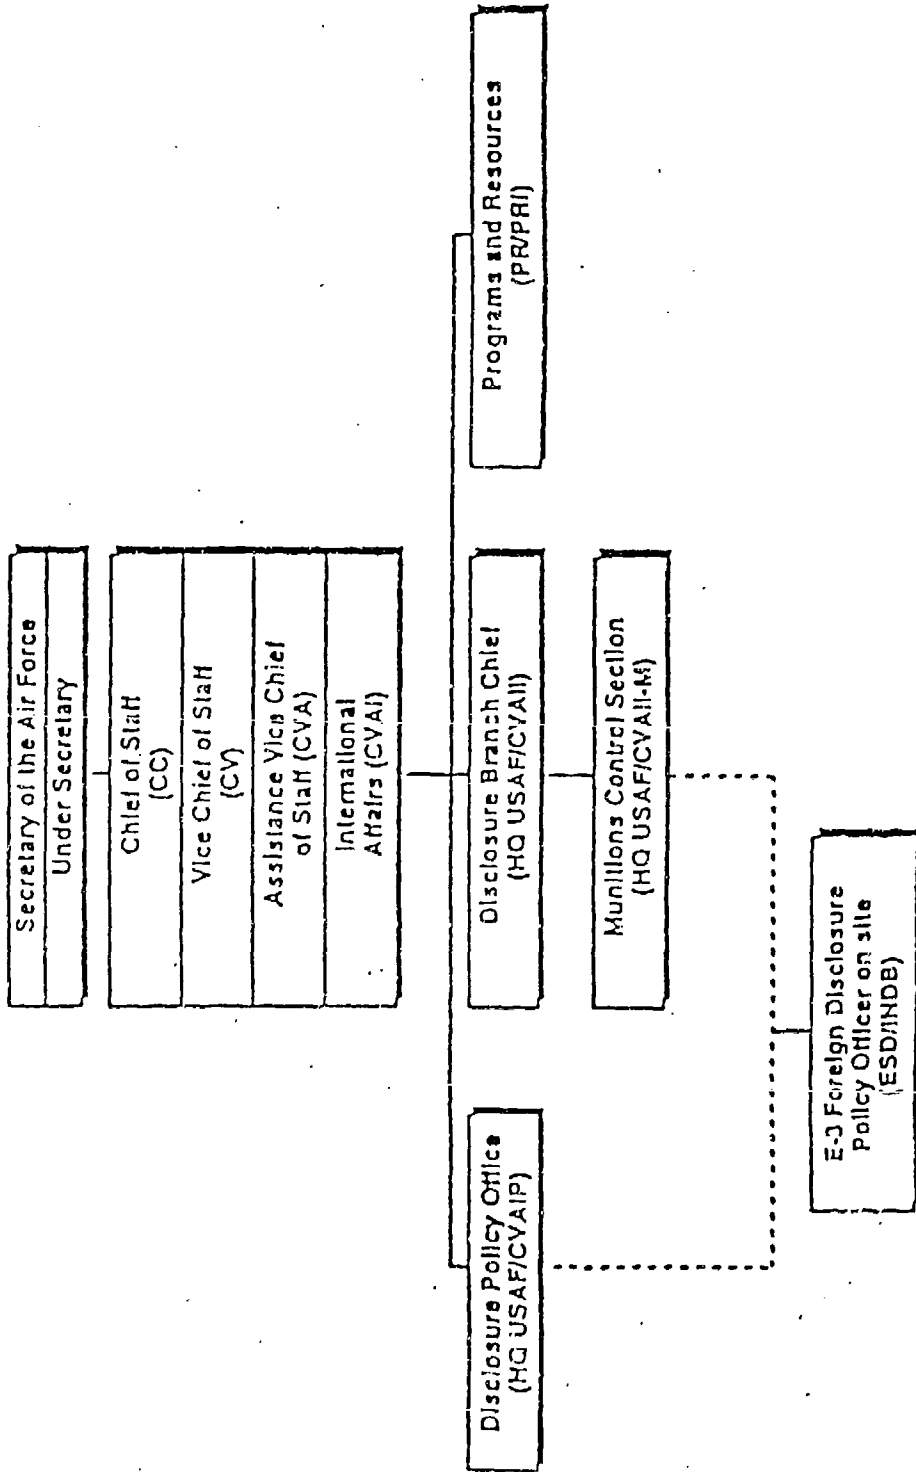 Secretary of the Air Force
Under Secretary
Chief of Staff
(CC)
Vice Chief of Staff
(CV)
Assistance Vice Chief
of Staff (CVA)
International
Affairs (CVAI)
Disclosure Policy Office
(HQ USAF/CVAIP)
Disclosure Branch Chief
(HQ USAF/CVAII)
Programs and Resources
(PR/PRI)
Munitions Control Section
(HQ USAF/CVAII-M)
E-3 Foreign Disclosure
Policy Officer on site
(ESD/INDB)